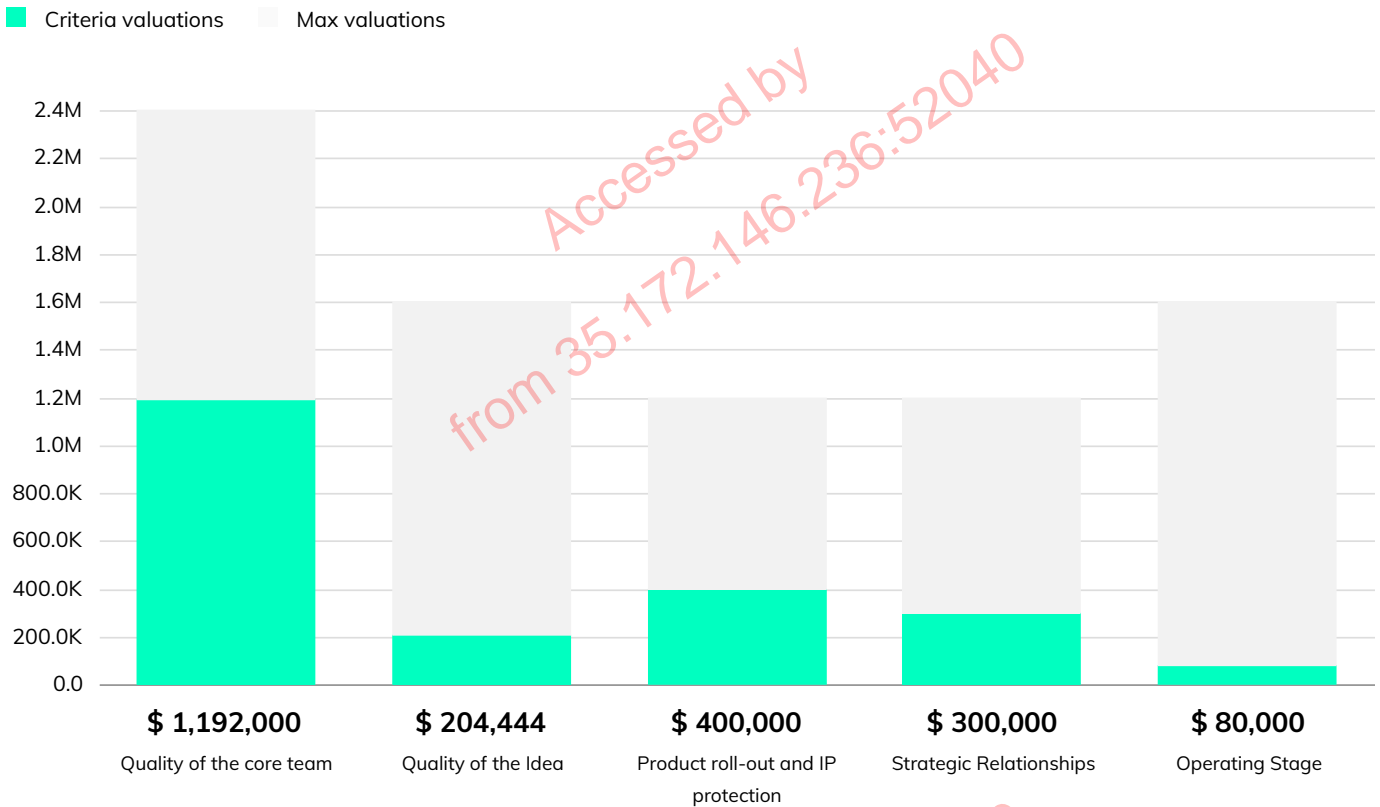 Criteria valuations Max valuations
Accessed by
from 35.172.146.236:52040
2.4M
2.2M
2.0M
1.8M
1.6M
1.4M
1.2M
1.0M
800.0K
600.0K
400.0K
200.0K
0.0
$ 1,192,000 $ 204,444 $ 400,000 $ 300,000 $ 80,000
Quality of the core team Quality of the Idea Product roll-out and IP Strategic Relationships Operating Stage
protection